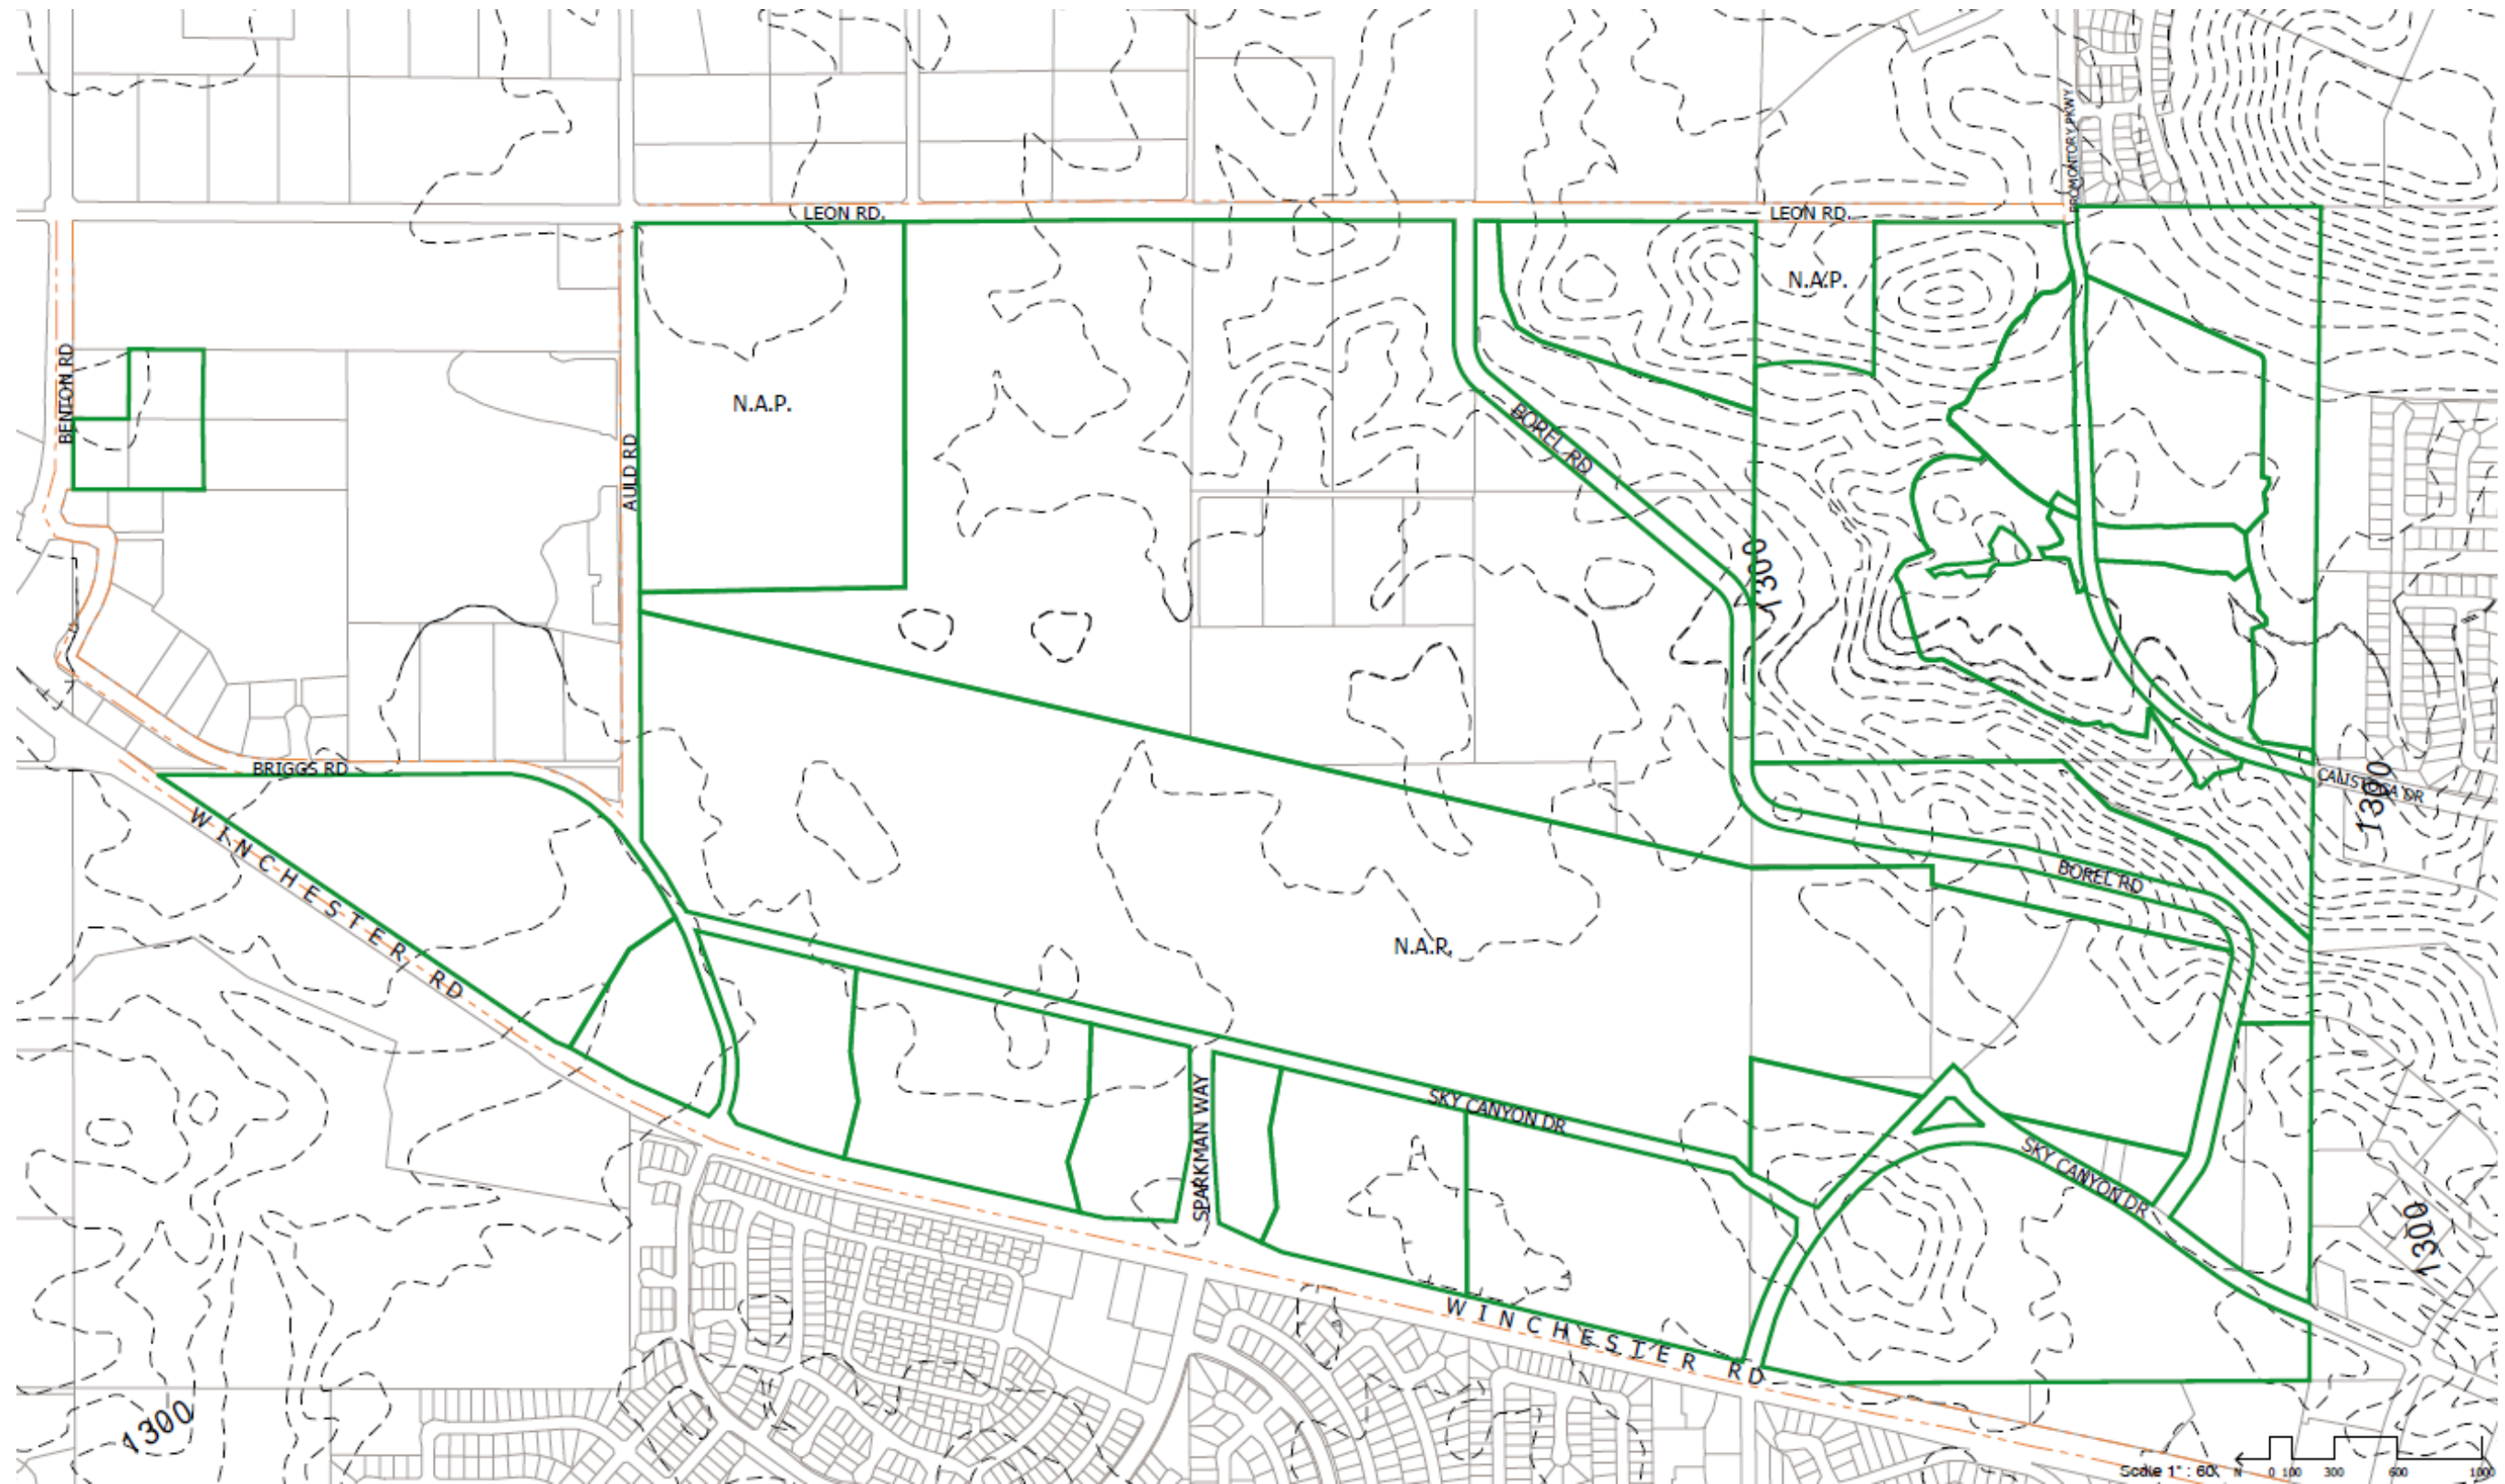 PROMONTORY PKWY
LEON RD.
LEON RD.
N.A.P.
BENTON RD
N.A.P.
BOREL RD
AULD RD
1300
BRIGGS RD
CALISTOGA DR
1300
WINCHESTER RD
BOREL RD
N.A.P.
SPARKMAN WAY
SKY CANYON DR
SKY CANYON DR
1300
WINCHESTER RD
1300
Scale 1" : 600'
N 0 100 300 600 1000